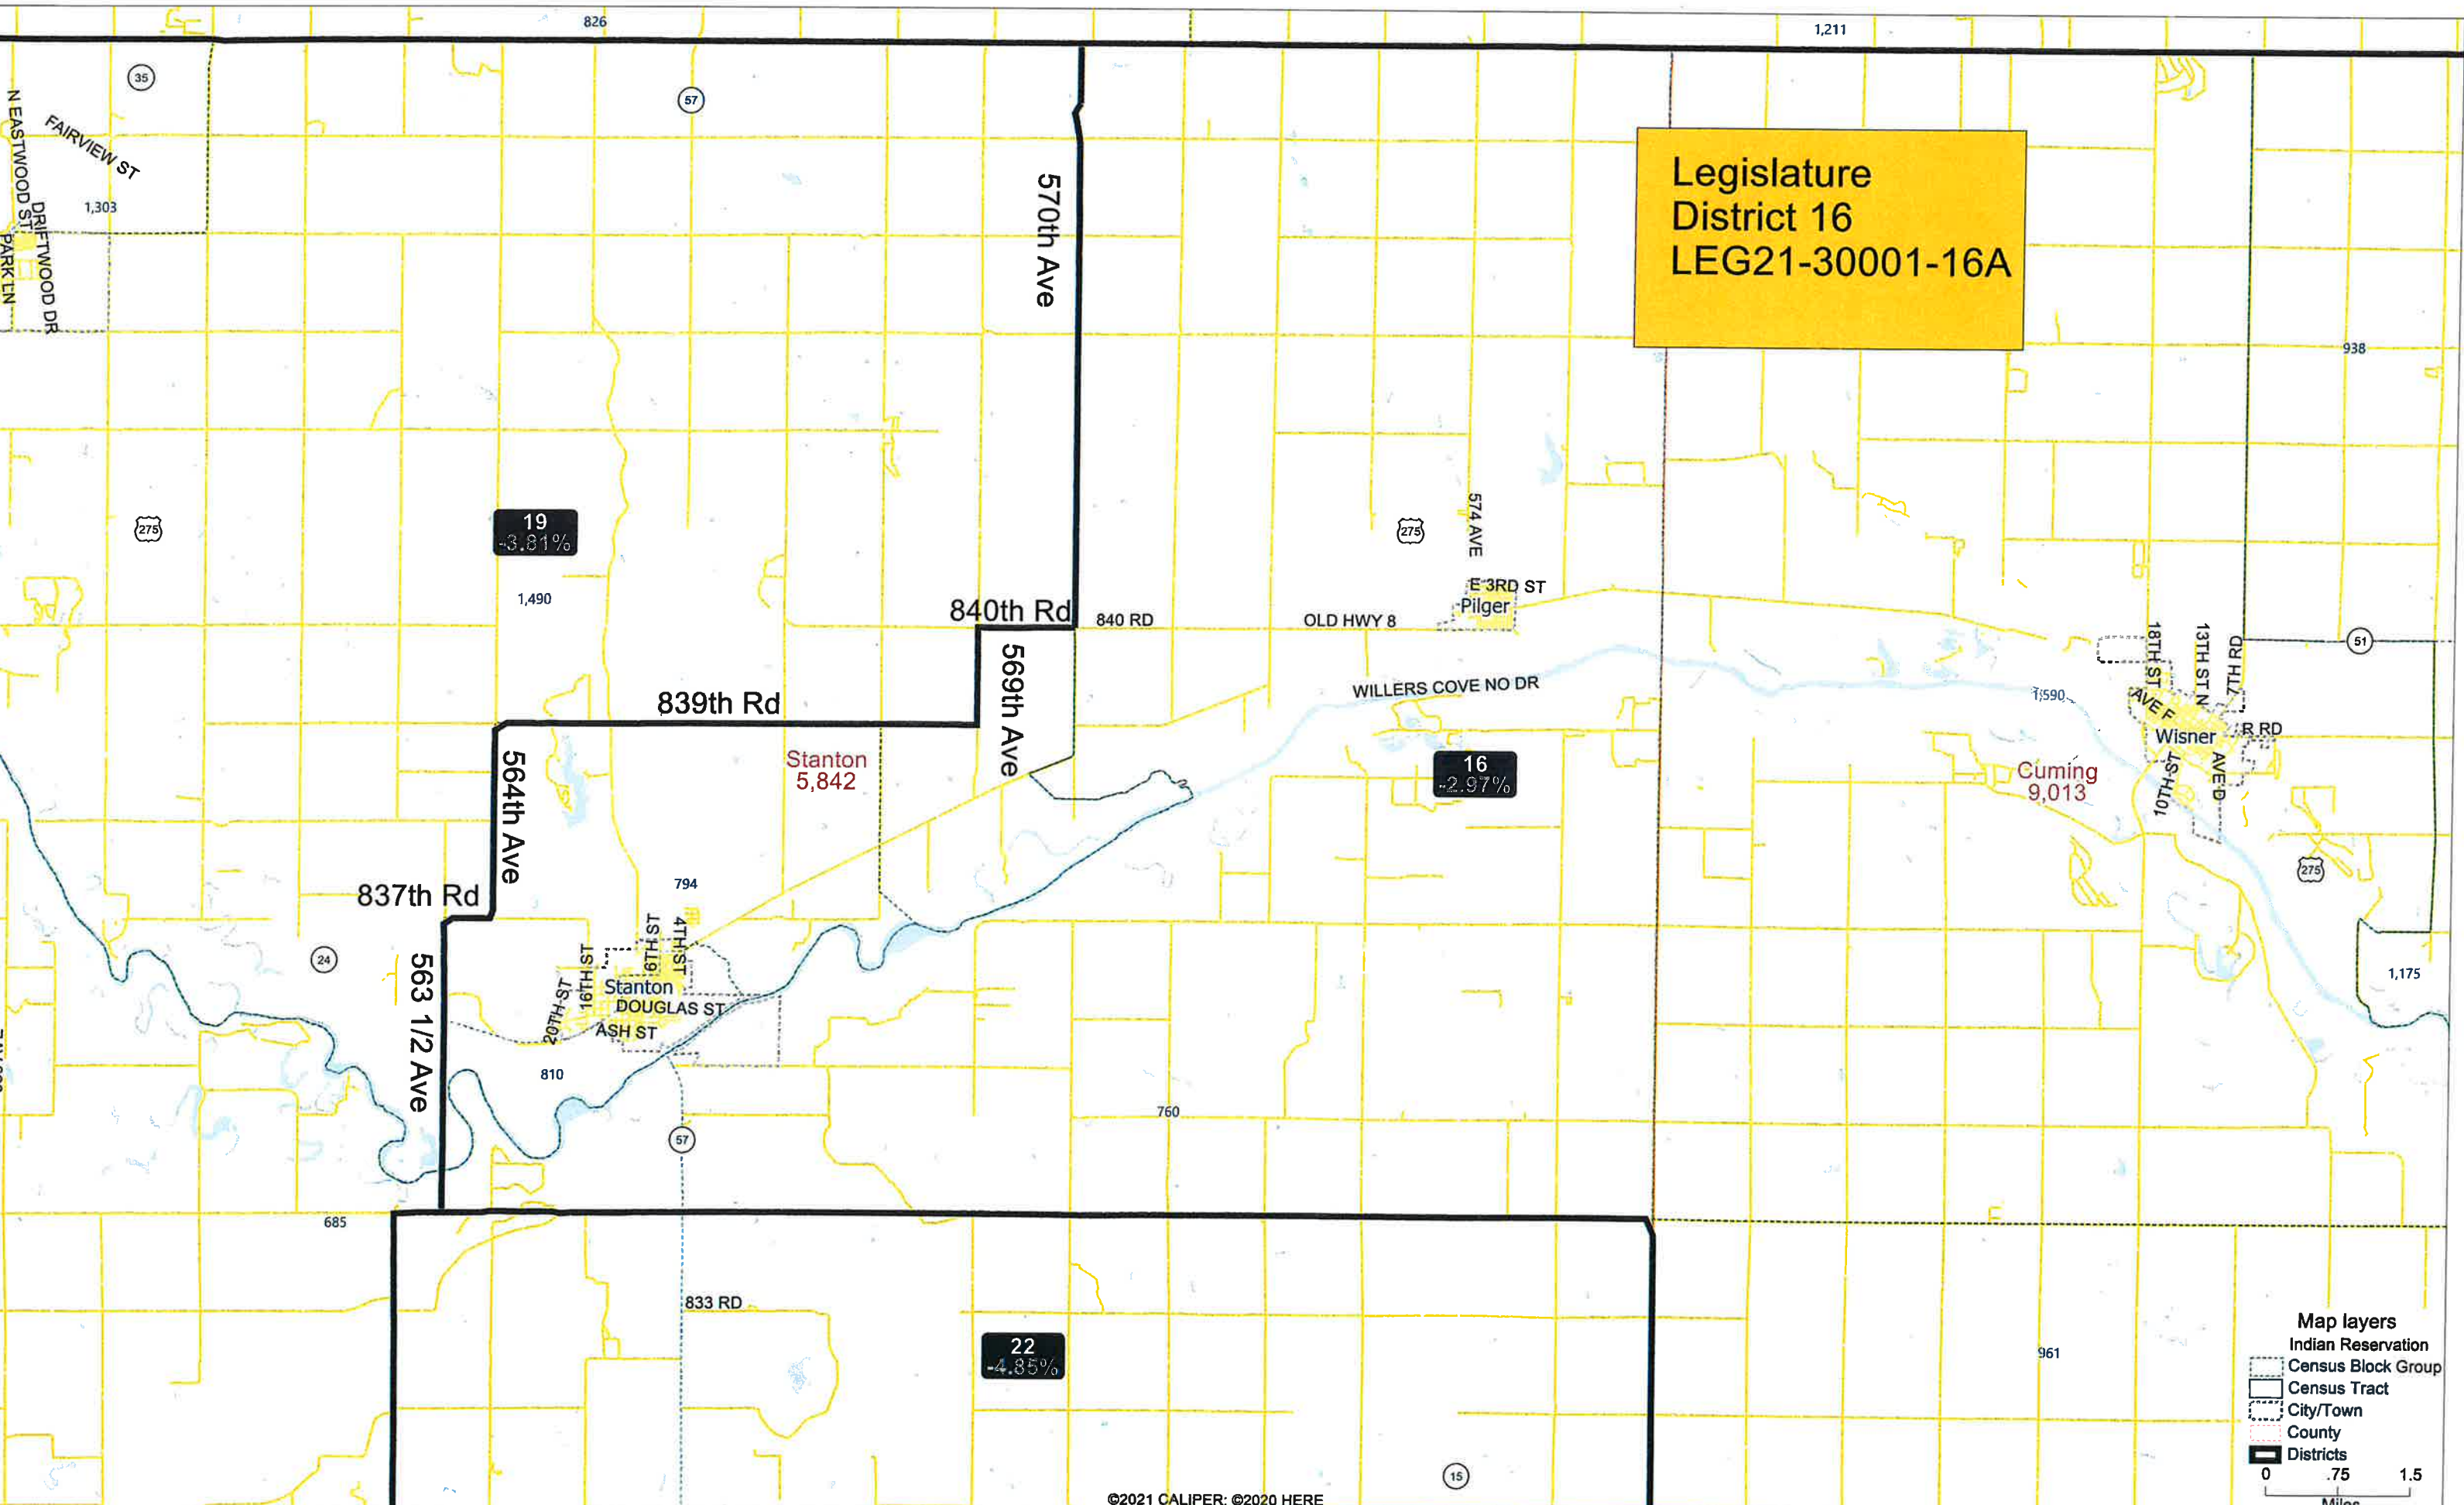 826
1,211
35
57
N EASTWOOD ST
FAIRVIEW ST
1,303
DRIFTWOOD DR
PARK LN
570th Ave
Legislature
District 16
LEG21-30001-16A
938
275
19
-3.81%
1,490
275
574 AVE
E 3RD ST
Pilger
840th Rd
840 RD
OLD HWY 8
569th Ave
WILLERS COVE NO DR
18TH ST
13TH ST N
7TH RD
51
1,590
AVE F
Wisner
R RD
10TH ST
AVE D
839th Rd
564th Ave
Stanton
5,842
16
-2.97%
Cuming
9,013
275
837th Rd
794
24
563 1/2 Ave
20TH ST
16TH ST
6TH ST
4TH ST
Stanton
DOUGLAS ST
ASH ST
810
1,175
57
760
685
833 RD
22
-4.85%
961
15
Map layers
Indian Reservation
Census Block Group
Census Tract
City/Town
County
Districts
0 .75 1.5
Miles
©2021 CALIPER; ©2020 HERE